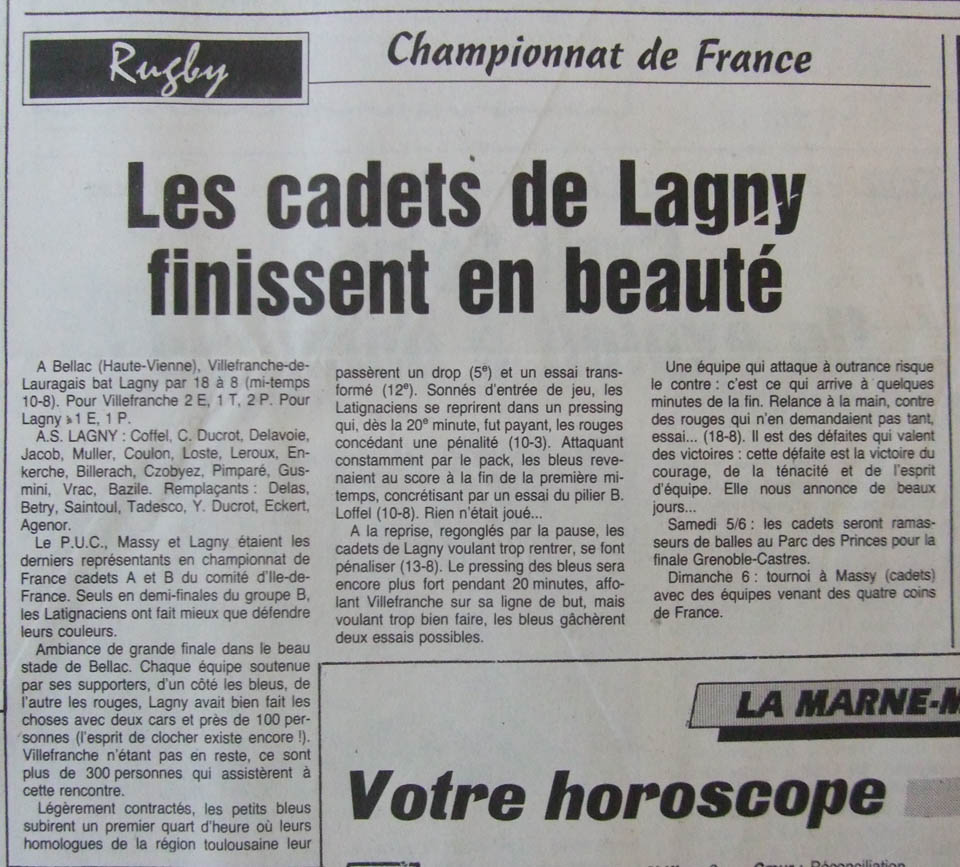 Rugby
Championnat de France
Les cadets de Lagny
finissent en beauté
A Bellac (Haute-Vienne), Villefranche-de-
Lauragais bat Lagny par 18 à 8 (mi-temps
10-8). Pour Villefranche 2 E, 1 T, 2 P. Pour
Lagny : 1 E, 1 P.
A.S. LAGNY : Coffel, C. Ducrot, Delavoie,
Jacob, Muller, Coulon, Loste, Leroux, En-
kerche, Billerach, Czobyez, Pimparé, Gus-
mini, Vrac, Bazile. Remplaçants : Delas,
Betry, Saintoul, Tadesco, Y. Ducrot, Eckert,
Agenor.
Le P.U.C., Massy et Lagny étaient les
derniers représentants en championnat de
France cadets A et B du comité d'Ile-de-
France. Seuls en demi-finales du groupe B,
les Latignaciens ont fait mieux que défendre
leurs couleurs.
Ambiance de grande finale dans le beau
stade de Bellac. Chaque équipe soutenue
par ses supporters, d'un côté les bleus, de
l'autre les rouges, Lagny avait bien fait les
choses avec deux cars et près de 100 per-
sonnes (l'esprit de clocher existe encore !).
Villefranche n'étant pas en reste, ce sont
plus de 300 personnes qui assistèrent à
cette rencontre.
Légèrement contractés, les petits bleus
subirent un premier quart d'heure où leurs
homologues de la région toulousaine leur
passèrent un drop (5e) et un essai trans-
formé (12e). Sonnés d'entrée de jeu, les
Latignaciens se reprirent dans un pressing
qui, dès la 20e minute, fut payant, les rouges
concédant une pénalité (10-3). Attaquant
constamment par le pack, les bleus reve-
naient au score à la fin de la première mi-
temps, concrétisant par un essai du pilier B.
Loffel (10-8). Rien n'était joué...
A la reprise, regonglés par la pause, les
cadets de Lagny voulant trop rentrer, se font
pénaliser (13-8). Le pressing des bleus sera
encore plus fort pendant 20 minutes, affo-
lant Villefranche sur sa ligne de but, mais
voulant trop bien faire, les bleus gâchèrent
deux essais possibles.
Une équipe qui attaque à outrance risque
le contre : c'est ce qui arrive à quelques
minutes de la fin. Relance à la main, contre
des rouges qui n'en demandaient pas tant,
essai... (18-8). Il est des défaites qui valent
des victoires : cette défaite est la victoire du
courage, de la ténacité et de l'esprit
d'équipe. Elle nous annonce de beaux
jours...
Samedi 5/6 : les cadets seront ramas-
seurs de balles au Parc des Princes pour la
finale Grenoble-Castres.
Dimanche 6 : tournoi à Massy (cadets)
avec des équipes venant des quatre coins
de France.
LA MARNE-M
Votre horoscope